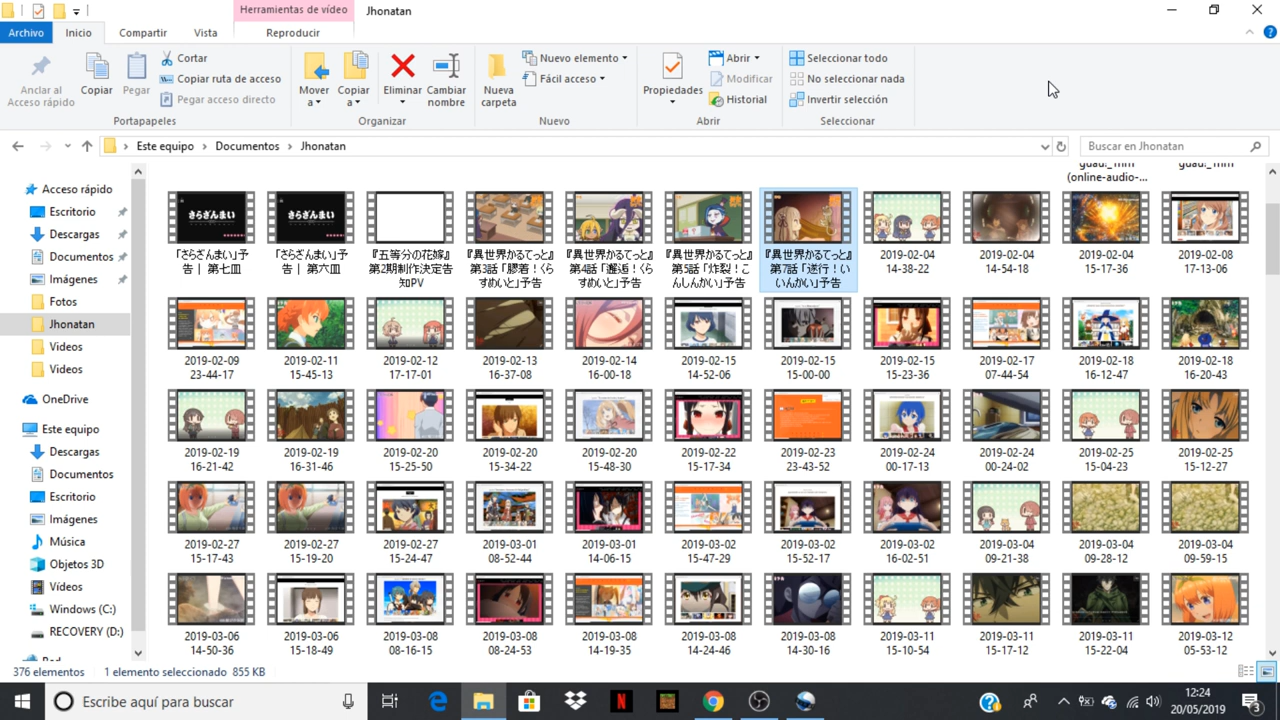 Herramientas de vídeo
Jhonatan
Archivo
Inicio
Compartir
Vista
Reproducir
Anclar al
Acceso rápido
Copiar
Pegar
Cortar
Copiar ruta de acceso
Pegar acceso directo
Portapapeles
Mover
a
Copiar
a
Eliminar
Cambiar
nombre
Organizar
Nueva
carpeta
Nuevo elemento
Fácil acceso
Nuevo
Propiedades
Abrir
Modificar
Historial
Abrir
Seleccionar todo
No seleccionar nada
Invertir selección
Seleccionar
Este equipo
Documentos
Jhonatan
Buscar en Jhonatan
Acceso rápido
Escritorio
Descargas
Documentos
Imágenes
Fotos
Jhonatan
Videos
Videos
OneDrive
Este equipo
Descargas
Documentos
Escritorio
Imágenes
Música
Objetos 3D
Vídeos
Windows (C:)
RECOVERY (D:)
(online-audio-...
さらざんまい
さらざんまい
「さらざんまい」予
告｜ 第七皿
「さらざんまい」予
告｜ 第六皿
『五等分の花嫁』
第2期制作決定告
知PV
『異世界かるてっと』
第3話「膠着！くら
すめいと」予告
『異世界かるてっと』
第4話「邂逅！くら
すめいと」予告
『異世界かるてっと』
第5話「炸裂！こ
んしんかい」予告
『異世界かるてっと』
第7話「遂行！い
いんかい」予告
2019-02-04
14-38-22
2019-02-04
14-54-18
2019-02-04
15-17-36
2019-02-08
17-13-06
2019-02-09
23-44-17
2019-02-11
15-45-13
2019-02-12
17-17-01
2019-02-13
16-37-08
2019-02-14
16-00-18
2019-02-15
14-52-06
2019-02-15
15-00-00
2019-02-15
15-23-36
2019-02-17
07-44-54
2019-02-18
16-12-47
2019-02-18
16-20-43
2019-02-19
16-21-42
2019-02-19
16-31-46
2019-02-20
15-25-50
2019-02-20
15-34-22
2019-02-20
15-48-30
2019-02-22
15-17-34
2019-02-23
23-43-52
2019-02-24
00-17-13
2019-02-24
00-24-02
2019-02-25
15-04-23
2019-02-25
15-12-27
2019-02-27
15-17-43
2019-02-27
15-19-20
2019-02-27
15-24-47
2019-03-01
08-52-44
2019-03-01
14-06-15
2019-03-02
15-47-29
2019-03-02
15-52-17
2019-03-02
16-02-51
2019-03-04
09-21-38
2019-03-04
09-28-12
2019-03-04
09-59-15
2019-03-06
14-50-36
2019-03-06
15-18-49
2019-03-08
08-16-15
2019-03-08
08-24-53
2019-03-08
14-19-35
2019-03-08
14-24-46
2019-03-08
14-30-16
2019-03-11
15-10-54
2019-03-11
15-17-12
2019-03-11
15-22-04
2019-03-12
05-53-12
376 elementos
1 elemento seleccionado 855 KB
Escribe aquí para buscar
12:24
20/05/2019
3